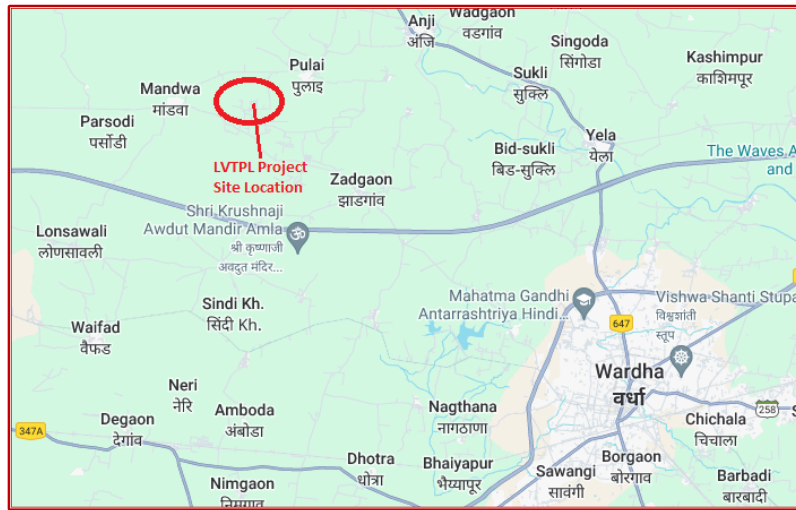 Wadgaon
वडगांव
Anji
अंजि
Singoda
सिंगोडा
Kashimpur
काशिमपुर
Pulai
पुलाइ
Sukli
सुक्लि
Mandwa
मांडवा
Parsodi
पर्सोडी
Yela
येला
Bid-sukli
बिड-सुक्लि
The Waves A
and
LVTPL Project
Site Location
Zadgaon
झाडगांव
Shri Krushnaji
Awdut Mandir Amla
श्री कृष्णाजी
अवदुत मंदिर...
Lonsawali
लोणसावली
Sindi Kh.
सिंदी Kh.
Mahatma Gandhi
Antarrashtriya Hindi...
Vishwa Shanti Stupa
विश्वशांती
स्तूप
647
Waifad
वैफड
Wardha
वर्धा
Neri
नेरि
Amboda
अंबोडा
Degaon
देगांव
347A
Nagthana
नागठाणा
258
S
Chichala
चिचाला
Dhotra
धोत्रा
Bhaiyapur
भैय्यापूर
Borgaon
बोरगाव
Sawangi
सावंगी
Barbadi
बारबादी
Nimgaon
निमगाव